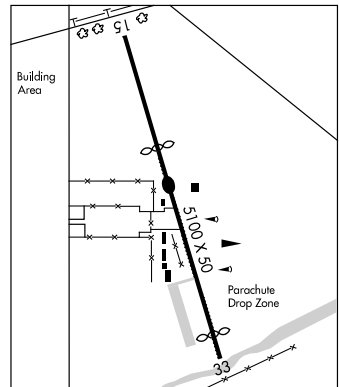 15
Building
Area
5100 X 50
Parachute
Drop Zone
33